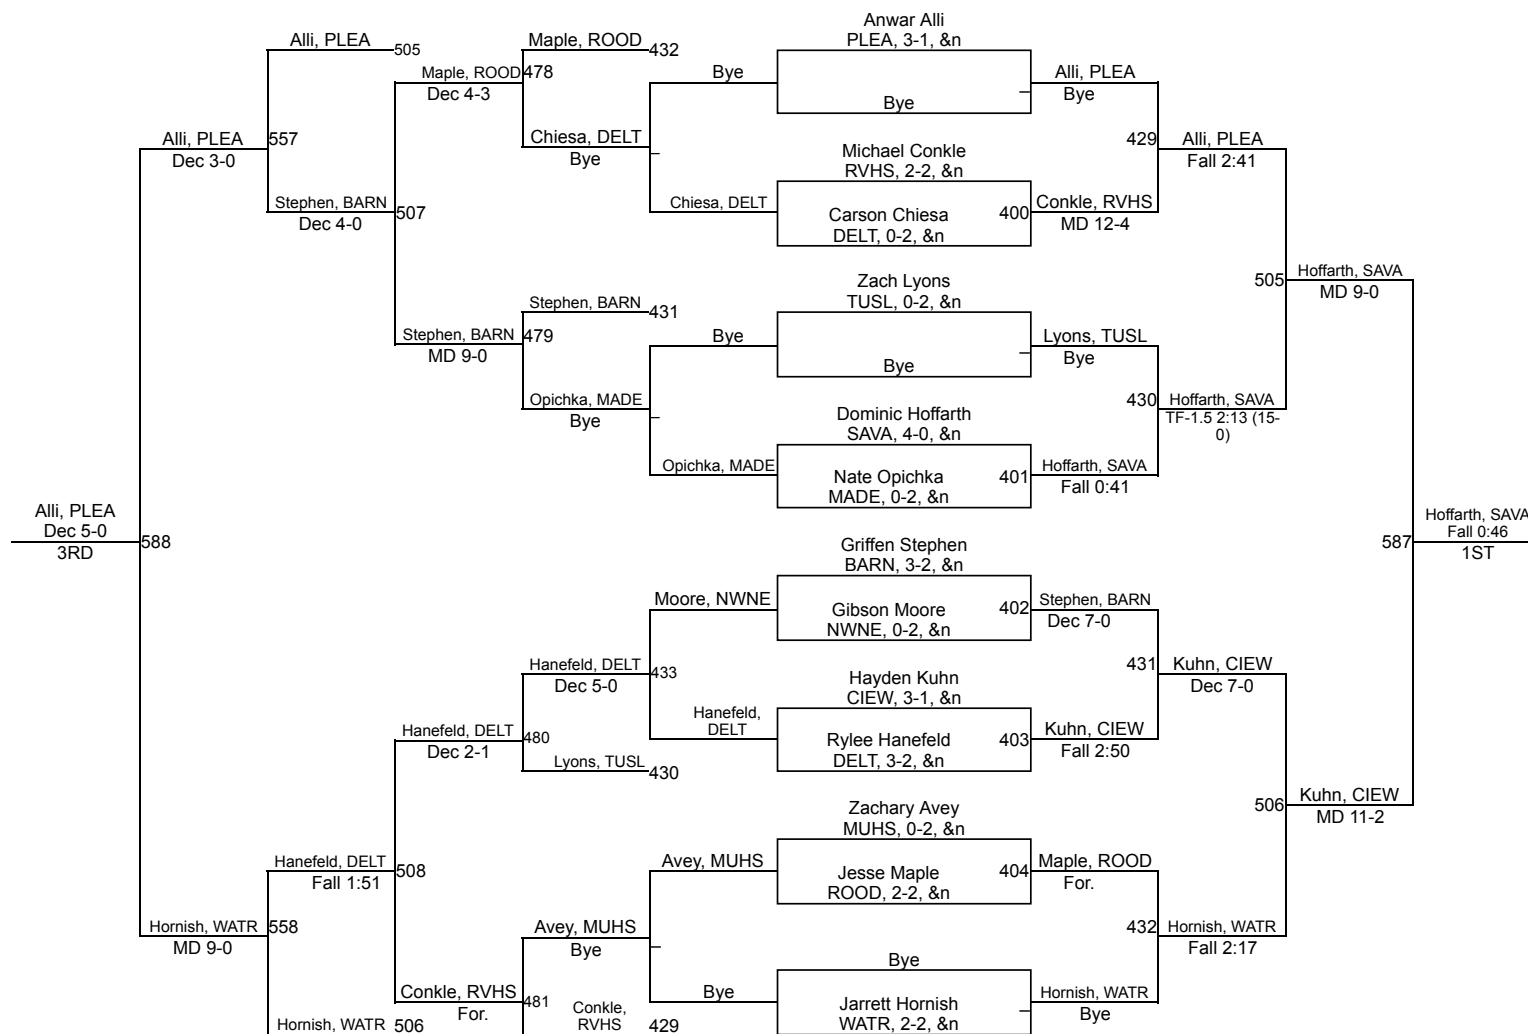 Anwar Alli
PLEA, 3-1, &n
Alli, PLEA
505
Maple, ROOD
432
Maple, ROOD
478
Dec 4-3
Bye
Alli, PLEA
Bye
Bye
Alli, PLEA
557
Dec 3-0
Chiesa, DELT
Bye
Michael Conkle
RVHS, 2-2, &n
429
Alli, PLEA
Fall 2:41
Stephen, BARN
507
Dec 4-0
Chiesa, DELT
Carson Chiesa
DELT, 0-2, &n
400
Conkle, RVHS
MD 12-4
Zach Lyons
TUSL, 0-2, &n
505
Hoffarth, SAVA
MD 9-0
Stephen, BARN
431
Stephen, BARN
479
MD 9-0
Bye
Bye
Lyons, TUSL
Bye
Opichka, MADE
Bye
Dominic Hoffarth
SAVA, 4-0, &n
430
Hoffarth, SAVA
TF-1.5 2:13 (15-
0)
Opichka, MADE
Nate Opichka
MADE, 0-2, &n
401
Hoffarth, SAVA
Fall 0:41
Alli, PLEA
Dec 5-0
3RD
588
587
Hoffarth, SAVA
Fall 0:46
1ST
Griffen Stephen
BARN, 3-2, &n
Moore, NWNE
Gibson Moore
NWNE, 0-2, &n
402
Stephen, BARN
Dec 7-0
Hanefeld, DELT
433
Dec 5-0
Hayden Kuhn
CIEW, 3-1, &n
431
Kuhn, CIEW
Dec 7-0
Hanefeld, DELT
480
Dec 2-1
Hanefeld,
DELT
Rylee Hanefeld
DELT, 3-2, &n
403
Kuhn, CIEW
Fall 2:50
Lyons, TUSL
430
Zachary Avey
MUHS, 0-2, &n
506
Kuhn, CIEW
MD 11-2
Hanefeld, DELT
508
Fall 1:51
Avey, MUHS
Jesse Maple
ROOD, 2-2, &n
404
Maple, ROOD
For.
Hornish, WATR
558
MD 9-0
Avey, MUHS
Bye
432
Hornish, WATR
Fall 2:17
Bye
Conkle, RVHS
481
For.
Bye
Jarrett Hornish
WATR, 2-2, &n
Hornish, WATR
Bye
Hornish, WATR
506
Conkle,
RVHS
429